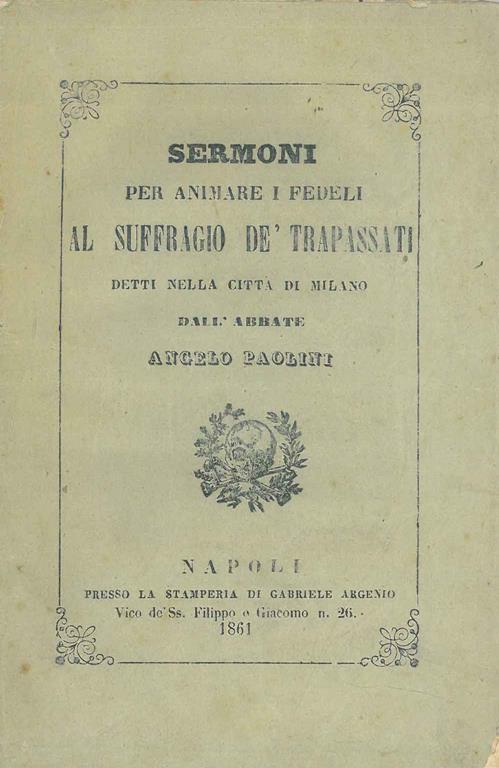 SERMONI
PER ANIMARE I FEDELI
AL SUFFRAGIO DE' TRAPASSATI
DETTI NELLA CITTÀ DI MILANO
DALL' ABBATE
ANGELO PAOLINI
NAPOLI
PRESSO LA STAMPERIA DI GABRIELE ARGENIO
Vico de' Ss. Filippo e Giacomo n. 26.
1861